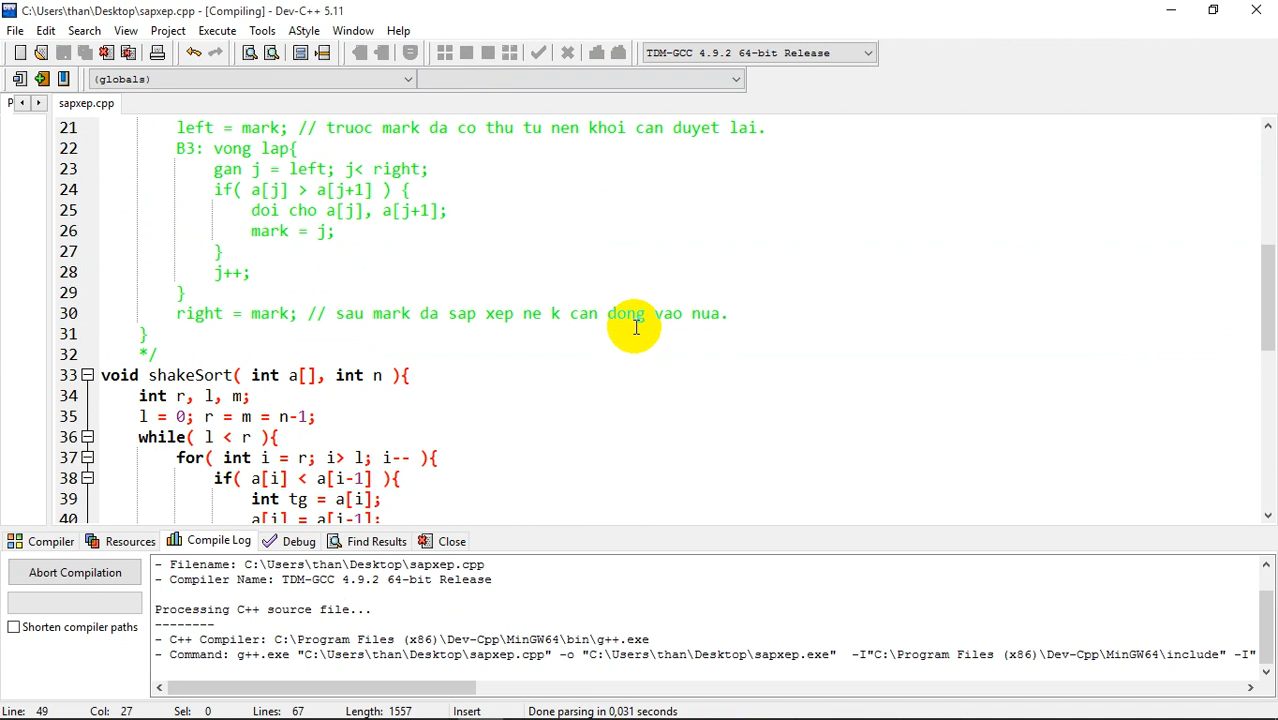 C:\Users\than\Desktop\sapxep.cpp - [Compiling] - Dev-C++ 5.11
File Edit Search View Project Execute Tools AStyle Window Help
TDM-GCC 4.9.2 64-bit Release
(globals)
P sapxep.cpp
21 left = mark; // truoc mark da co thu tu nen khoi can duyet lai.
22 B3: vong lap{
23 gan j = left; j< right;
24 if( a[j] > a[j+1] ) {
25 doi cho a[j], a[j+1];
26 mark = j;
27 }
28 j++;
29 }
30 right = mark; // sau mark da sap xep ne k can dong vao nua.
31 }
32 */
33 void shakeSort( int a[], int n ){
34 int r, l, m;
35 l = 0; r = m = n-1;
36 while( l < r ){
37 for( int i = r; i> l; i-- ){
38 if( a[i] < a[i-1] ){
39 int tg = a[i];
40 a[i] = a[i-1];
Compiler Resources Compile Log Debug Find Results Close
Abort Compilation
Shorten compiler paths
- Filename: C:\Users\than\Desktop\sapxep.cpp
- Compiler Name: TDM-GCC 4.9.2 64-bit Release
Processing C++ source file...
--------
- C++ Compiler: C:\Program Files (x86)\Dev-Cpp\MinGW64\bin\g++.exe
- Command: g++.exe "C:\Users\than\Desktop\sapxep.cpp" -o "C:\Users\than\Desktop\sapxep.exe" -I"C:\Program Files (x86)\Dev-Cpp\MinGW64\include" -I"
Line: 49 Col: 27 Sel: 0 Lines: 67 Length: 1557 Insert Done parsing in 0,031 seconds